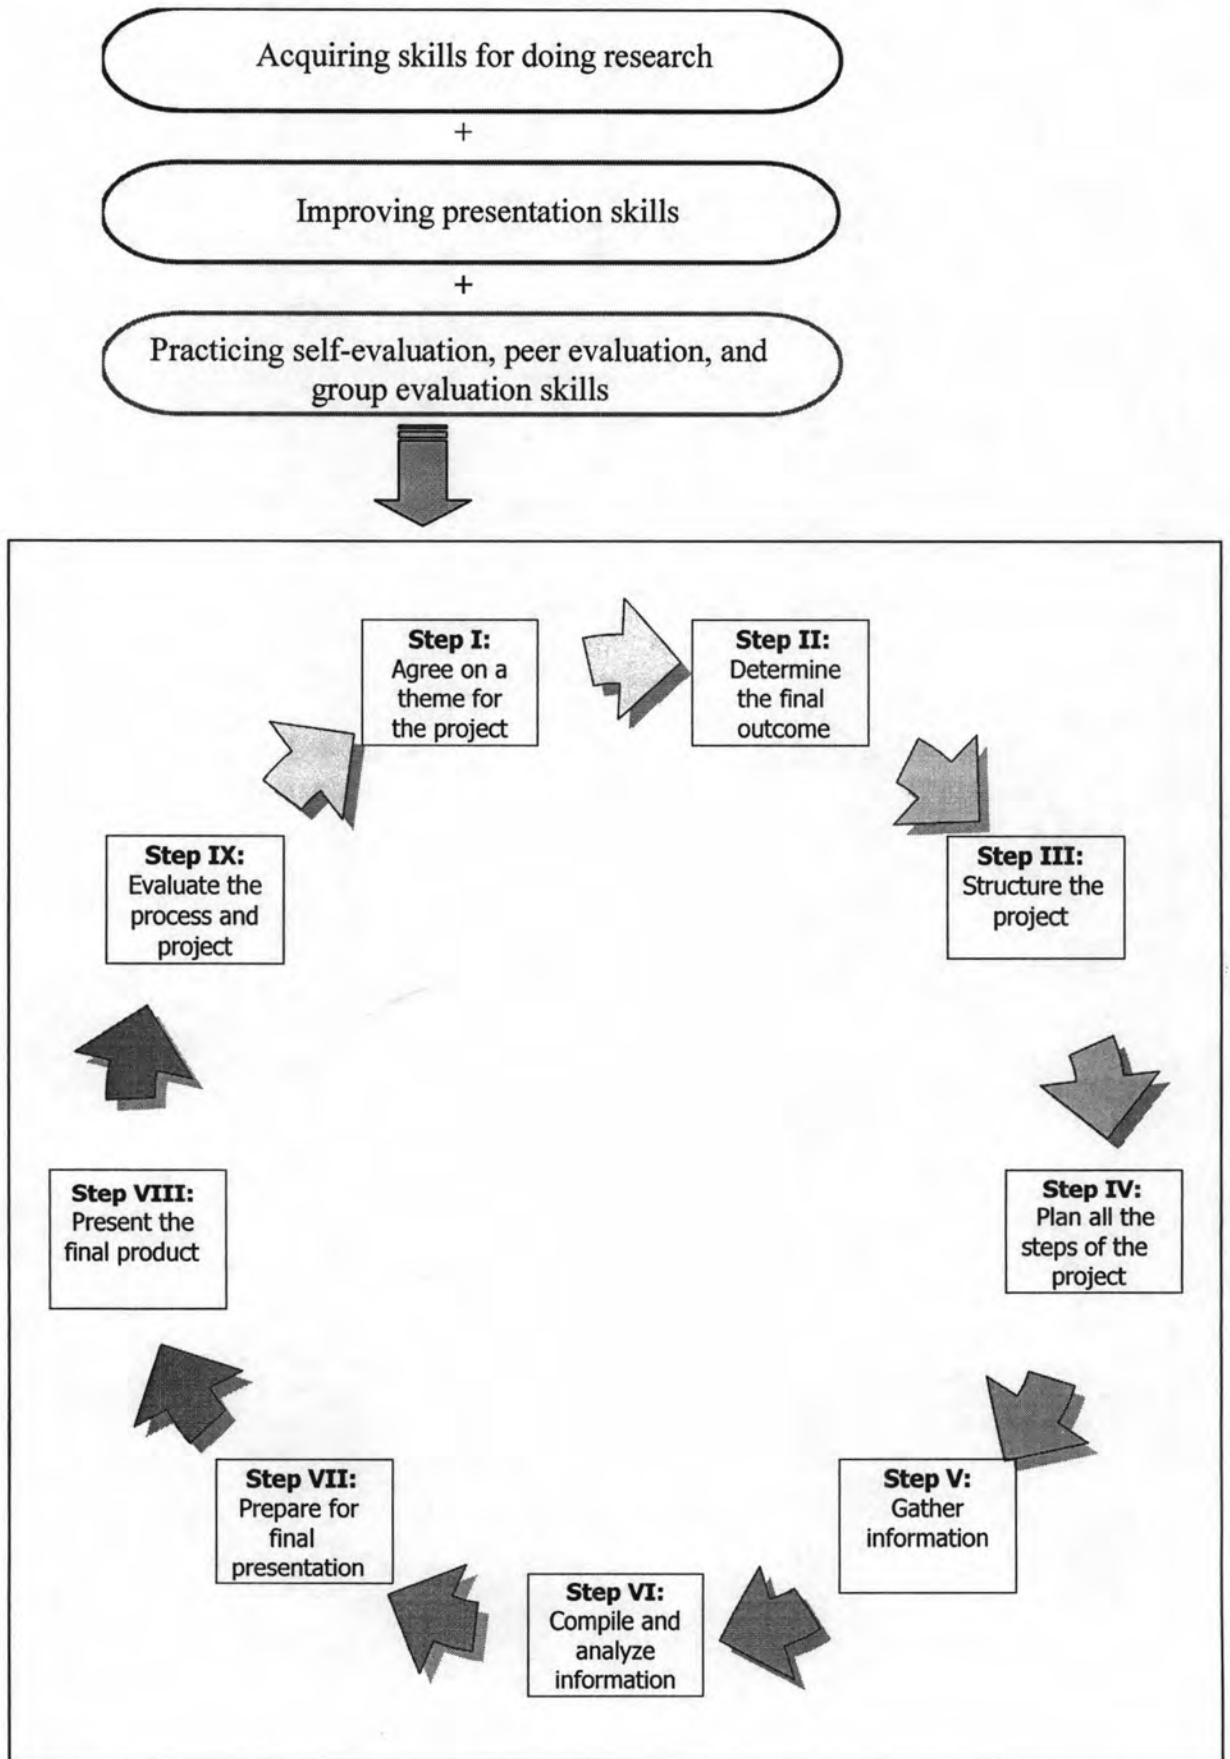 Acquiring skills for doing research
+
Improving presentation skills
+
Practicing self-evaluation, peer evaluation, and
group evaluation skills
Step I:
Agree on a
theme for
the project
Step II:
Determine
the final
outcome
Step III:
Structure the
project
Step IV:
Plan all the
steps of the
project
Step V:
Gather
information
Step VI:
Compile and
analyze
information
Step VII:
Prepare for
final
presentation
Step VIII:
Present the
final product
Step IX:
Evaluate the
process and
project